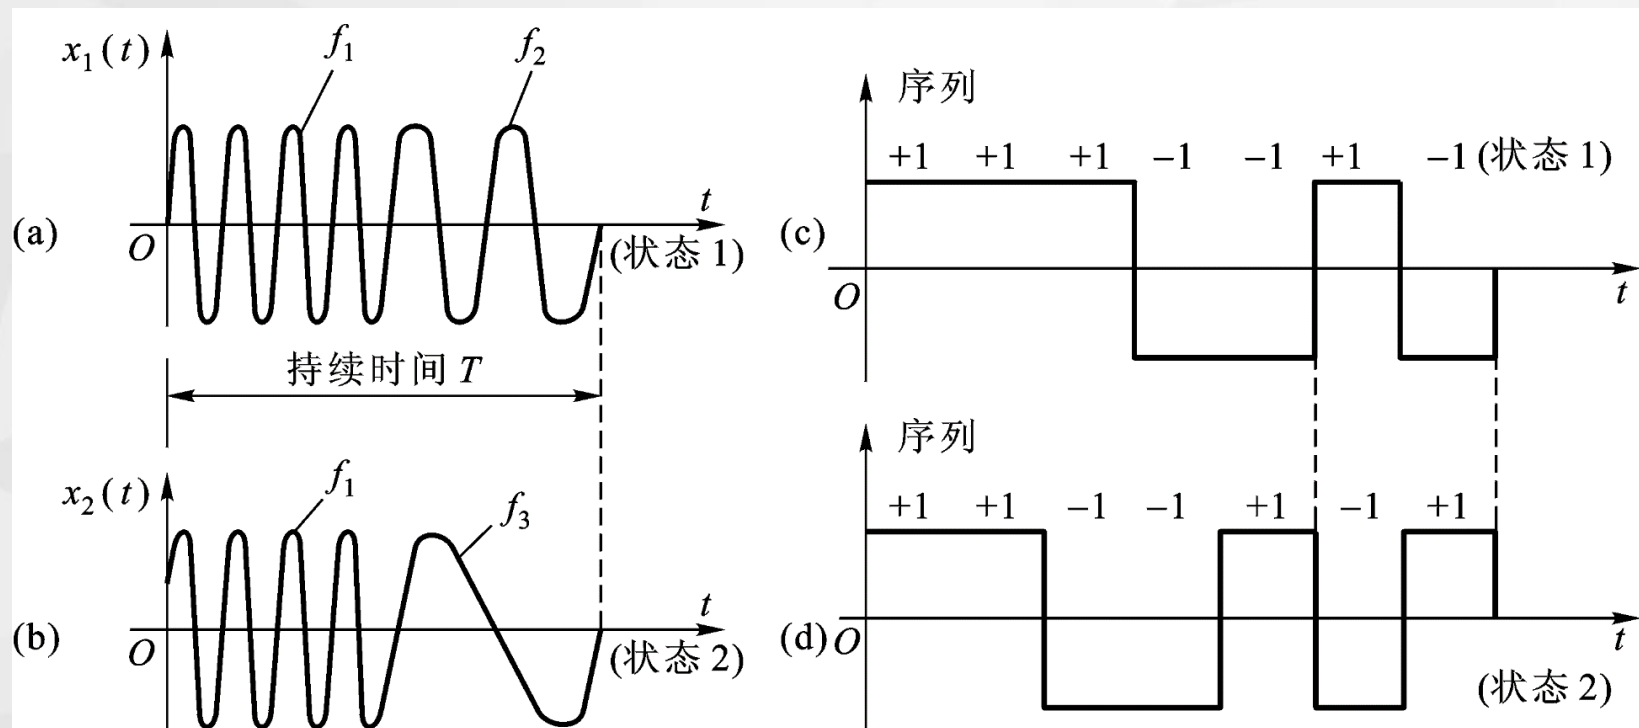 x₁(t)
f₁
f₂
t
(a)
O
(状态 1)
持续时间 T
x₂(t)
f₁
f₃
t
(b)
O
(状态 2)
序列
+1 +1 +1 −1 −1 +1 −1 (状态 1)
(c)
O
t
序列
+1 +1 −1 −1 +1 −1 +1
(d)
O
t
(状态 2)